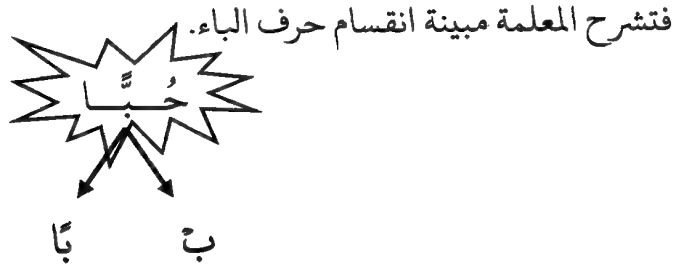 فتشرح المعلمة مبينة انقسام حرف الباء.
حُبًّا
بْ بًا